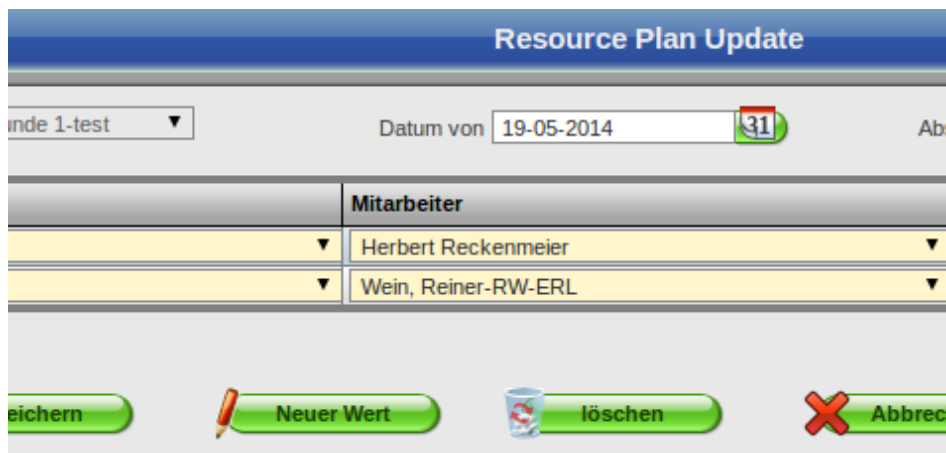 Resource Plan Update
unde 1-test Datum von 19-05-2014 31 Abs
Mitarbeiter
Herbert Reckenmeier
Wein, Reiner-RW-ERL
eichern Neuer Wert löschen Abbrec